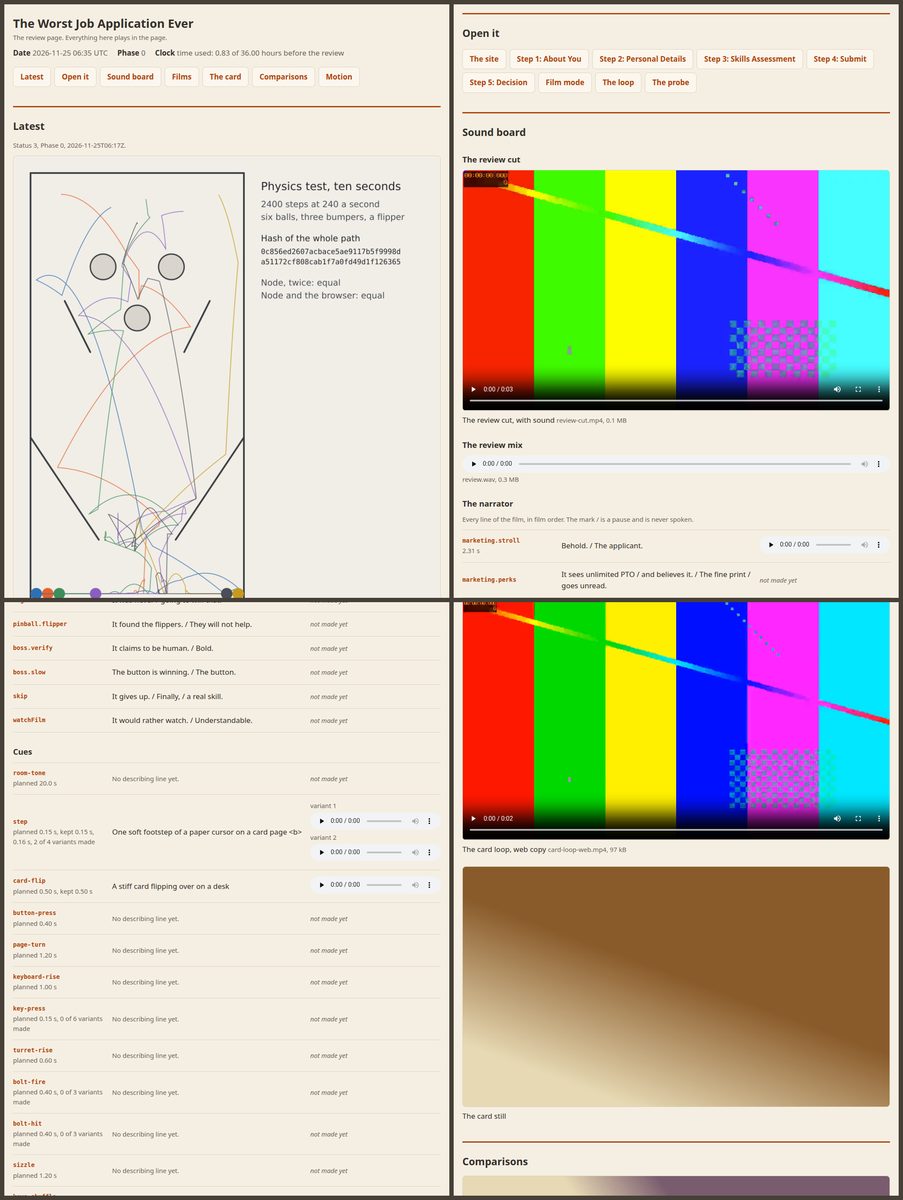 The Worst Job Application Ever
The review page. Everything here plays in the page.
Date 2026-11-25 06:35 UTC Phase 0 Clock time used: 0.83 of 36.00 hours before the review
Latest Open it Sound board Films The card Comparisons Motion
Latest
Status 3, Phase 0, 2026-11-25T06:17Z.
Physics test, ten seconds
2400 steps at 240 a second
six balls, three bumpers, a flipper
Hash of the whole path
0c856ed2607acbace5ae9117b5f9998d
a51172cf808cab1f7a0fd49d1f126365
Node, twice: equal
Node and the browser: equal
Open it
The site Step 1: About You Step 2: Personal Details Step 3: Skills Assessment Step 4: Submit
Step 5: Decision Film mode The loop The probe
Sound board
The review cut
00:00:00.000
0:00 / 0:03
The review cut, with sound review-cut.mp4, 0.1 MB
The review mix
0:00 / 0:00
review.wav, 0.3 MB
The narrator
Every line of the film, in film order. The mark / is a pause and is never spoken.
marketing.stroll
2.31 s
Behold. / The applicant.
0:00 / 0:00
marketing.perks
It sees unlimited PTO / and believes it. / The fine print /
goes unread.
not made yet
pinball.flipper
It found the flippers. / They will not help.
not made yet
boss.verify
It claims to be human. / Bold.
not made yet
boss.slow
The button is winning. / The button.
not made yet
skip
It gives up. / Finally, / a real skill.
not made yet
watchFilm
It would rather watch. / Understandable.
not made yet
Cues
room-tone
planned 20.0 s
No describing line yet.
not made yet
step
planned 0.15 s, kept 0.15 s,
0.16 s, 2 of 4 variants made
One soft footstep of a paper cursor on a card page <b>
variant 1
0:00 / 0:00
variant 2
0:00 / 0:00
card-flip
planned 0.50 s, kept 0.50 s
A stiff card flipping over on a desk
0:00 / 0:00
button-press
planned 0.40 s
No describing line yet.
not made yet
page-turn
planned 1.20 s
No describing line yet.
not made yet
keyboard-rise
planned 1.00 s
No describing line yet.
not made yet
key-press
planned 0.15 s, 0 of 6 variants
made
No describing line yet.
not made yet
turret-rise
planned 0.60 s
No describing line yet.
not made yet
bolt-fire
planned 0.40 s, 0 of 3 variants
made
No describing line yet.
not made yet
bolt-hit
planned 0.40 s, 0 of 3 variants
made
No describing line yet.
not made yet
sizzle
planned 1.20 s
No describing line yet.
not made yet
0:00 / 0:02
The card loop, web copy card-loop-web.mp4, 97 kB
The card still
Comparisons